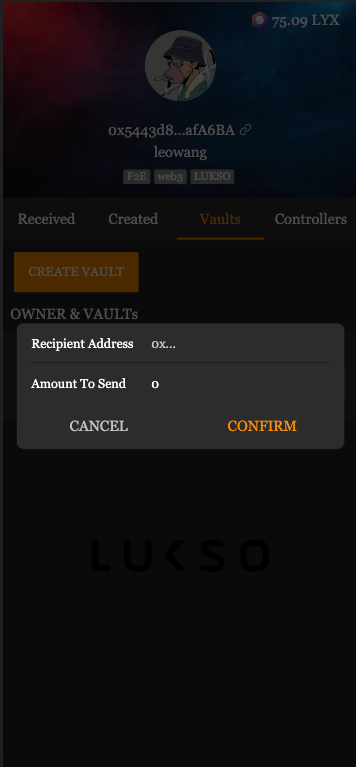 75.09 LYX
0x5443d8...afA6BA
leowang
F2E web3 LUKSO
Received Created Vaults Controllers
CREATE VAULT
OWNER & VAULTs
Recipient Address 0x...
Amount To Send 0
CANCEL CONFIRM
LUKSO